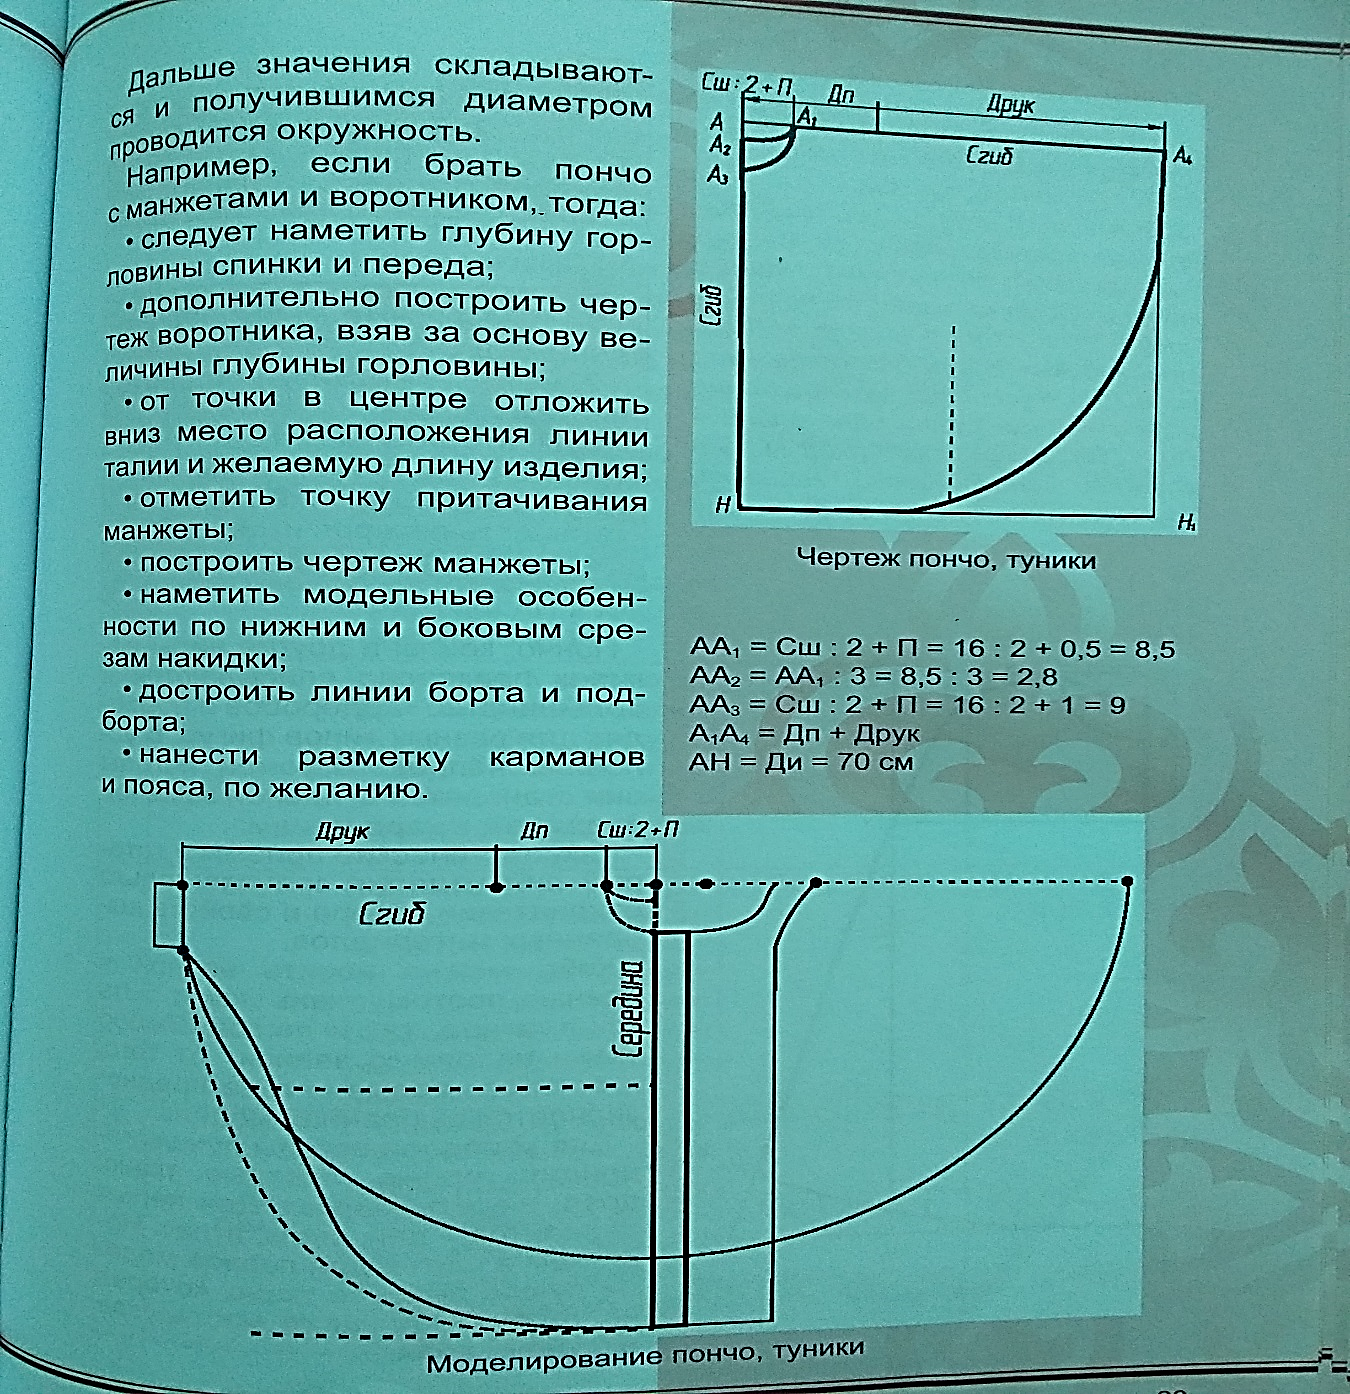 Дальше значения складывают-
ся и получившимся диаметром
проводится окружность.
Например, если брать пончо
с манжетами и воротником, тогда:
• следует наметить глубину гор-
ловины спинки и переда;
• дополнительно построить чер-
теж воротника, взяв за основу ве-
личины глубины горловины;
• от точки в центре отложить
вниз место расположения линии
талии и желаемую длину изделия;
• отметить точку притачивания
манжеты;
• построить чертеж манжеты;
• наметить модельные особен-
ности по нижним и боковым сре-
зам накидки;
• достроить линии борта и под-
борта;
• нанести разметку карманов
и пояса, по желанию.
Сш:2+П
Дп
Друк
A
A₁
A₂
A₃
A₄
Сгиб
Сгиб
Н
Н₁
Чертеж пончо, туники
АА₁ = Сш : 2 + П = 16 : 2 + 0,5 = 8,5
АА₂ = АА₁ : 3 = 8,5 : 3 = 2,8
АА₃ = Сш : 2 + П = 16 : 2 + 1 = 9
А₁А₄ = Дп + Друк
АН = Ди = 70 см
Друк
Дп
Сш:2+П
Сгиб
Середина
Моделирование пончо, туники